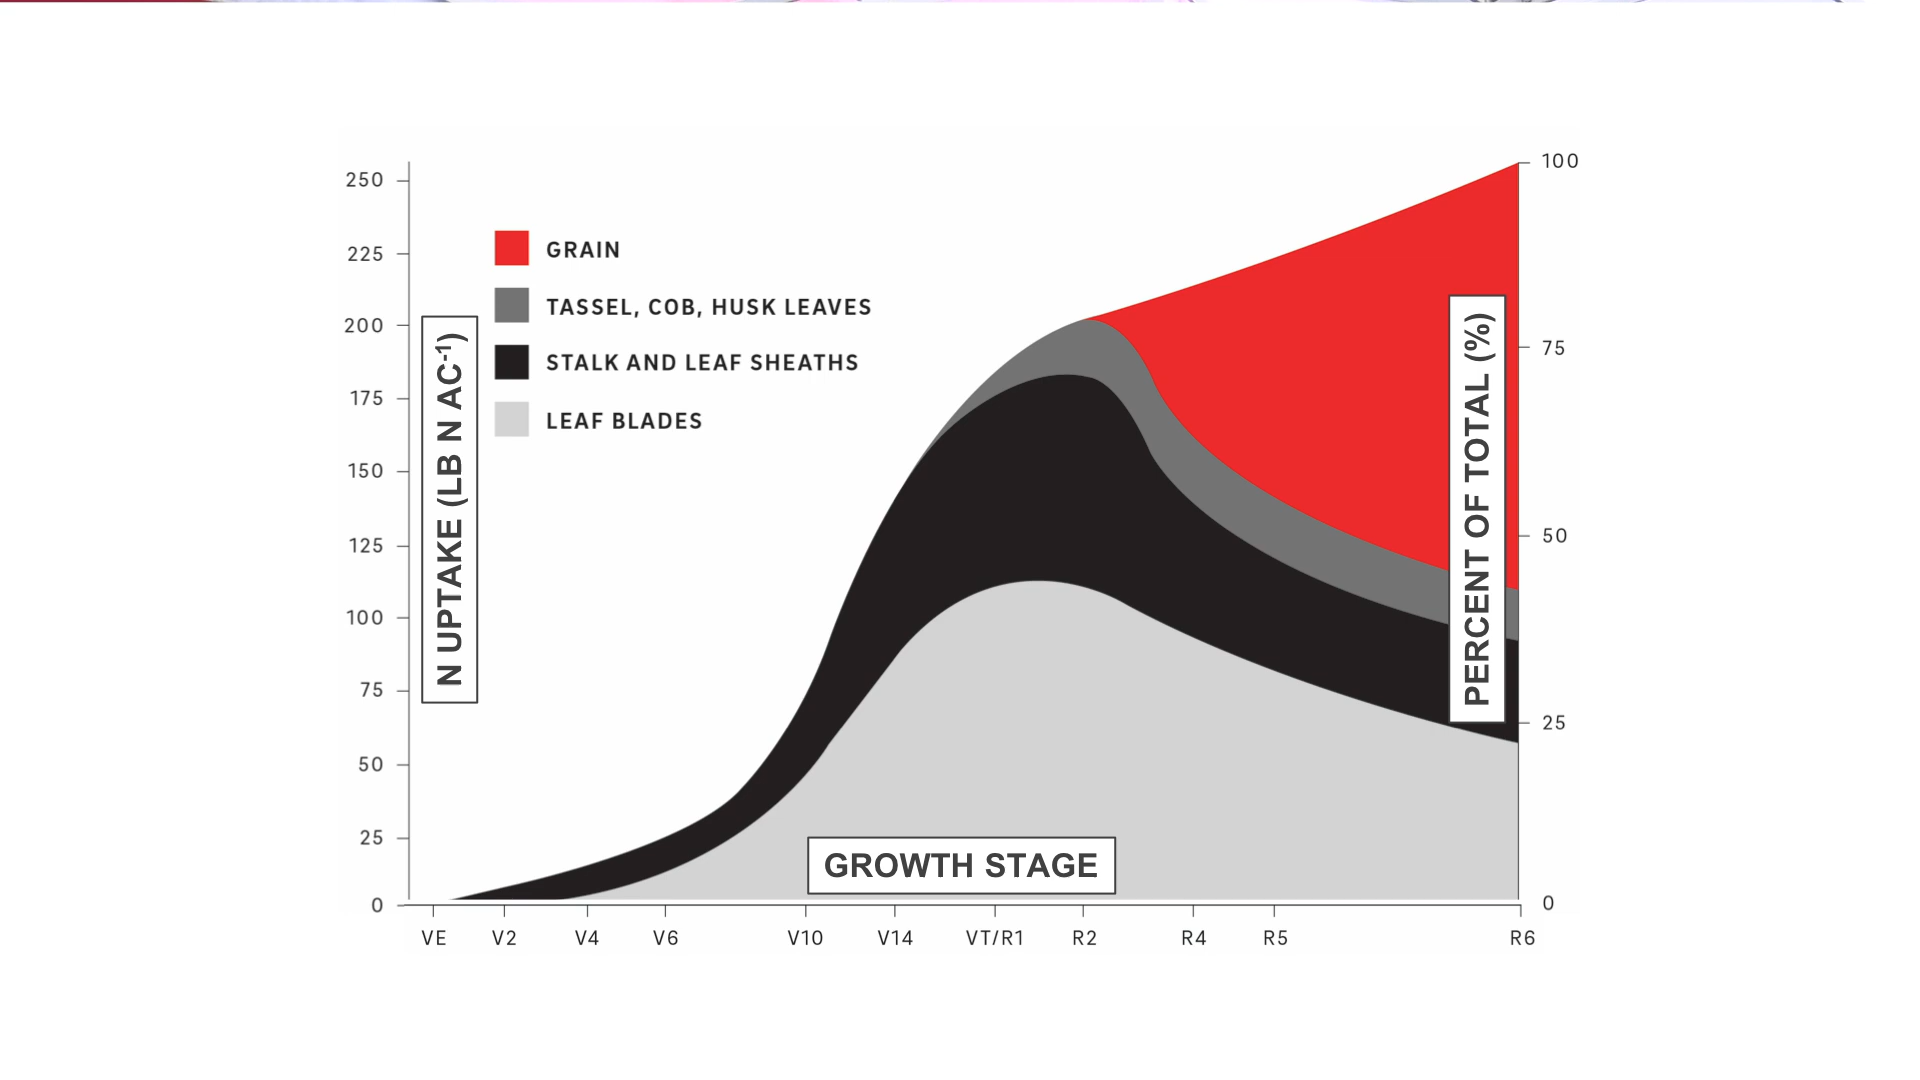 250
225
200
175
150
125
100
75
50
25
0
N UPTAKE (LB N AC-1)
GRAIN
TASSEL, COB, HUSK LEAVES
STALK AND LEAF SHEATHS
LEAF BLADES
100
75
50
25
0
PERCENT OF TOTAL (%)
GROWTH STAGE
VE V2 V4 V6 V10 V14 VT/R1 R2 R4 R5 R6